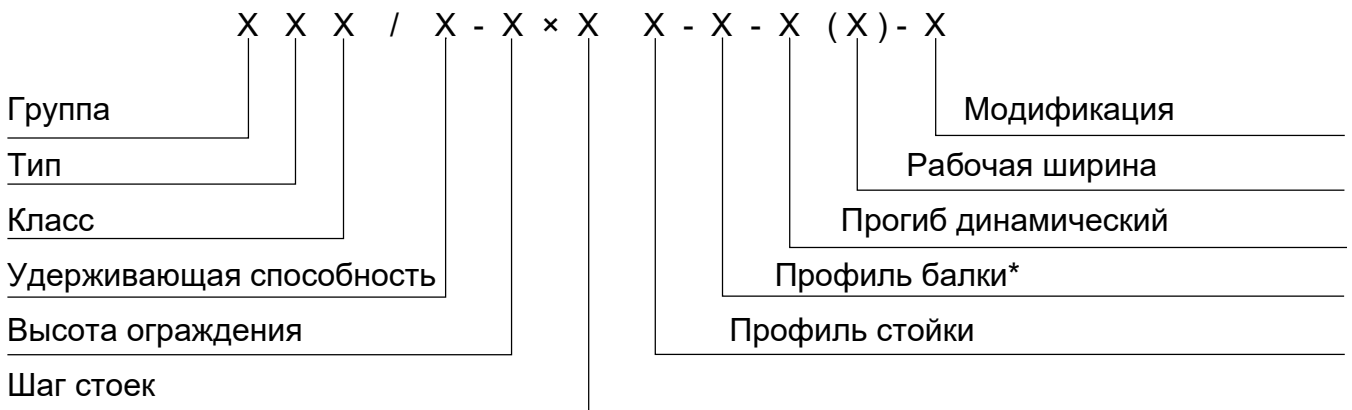 X X X / X - X × X X - X - X ( X ) - X
Группа
Модификация
Тип
Рабочая ширина
Класс
Прогиб динамический
Удерживающая способность
Профиль балки*
Высота ограждения
Профиль стойки
Шаг стоек